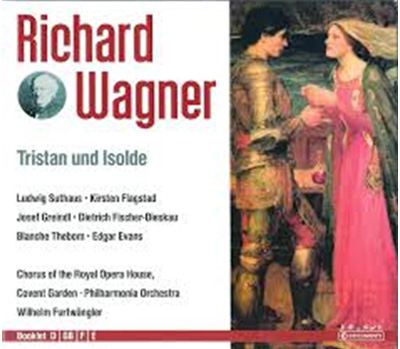 Richard
Wagner
Tristan und Isolde
Ludwig Suthaus · Kirsten Flagstad
Josef Greindl · Dietrich Fischer-Dieskau
Blanche Thebom · Edgar Evans
Chorus of the Royal Opera House,
Covent Garden · Philharmonia Orchestra
Wilhelm Furtwängler
Booklet D GB F E